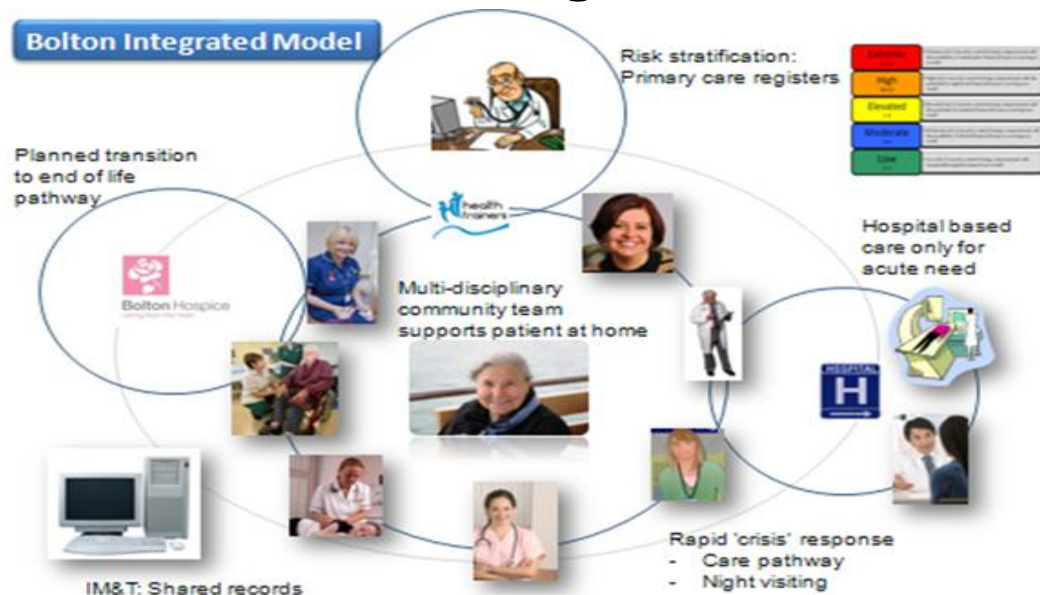 Bolton Integrated Model
Risk stratification:
Primary care registers
Extreme
High
Elevated
Moderate
Low
Planned transition
to end of life
pathway
health
trainers
Hospital based
care only for
acute need
Bolton Hospice
Multi-disciplinary
community team
supports patient at home
HOSPITAL
H
Rapid 'crisis' response
- Care pathway
- Night visiting
IM&T: Shared records